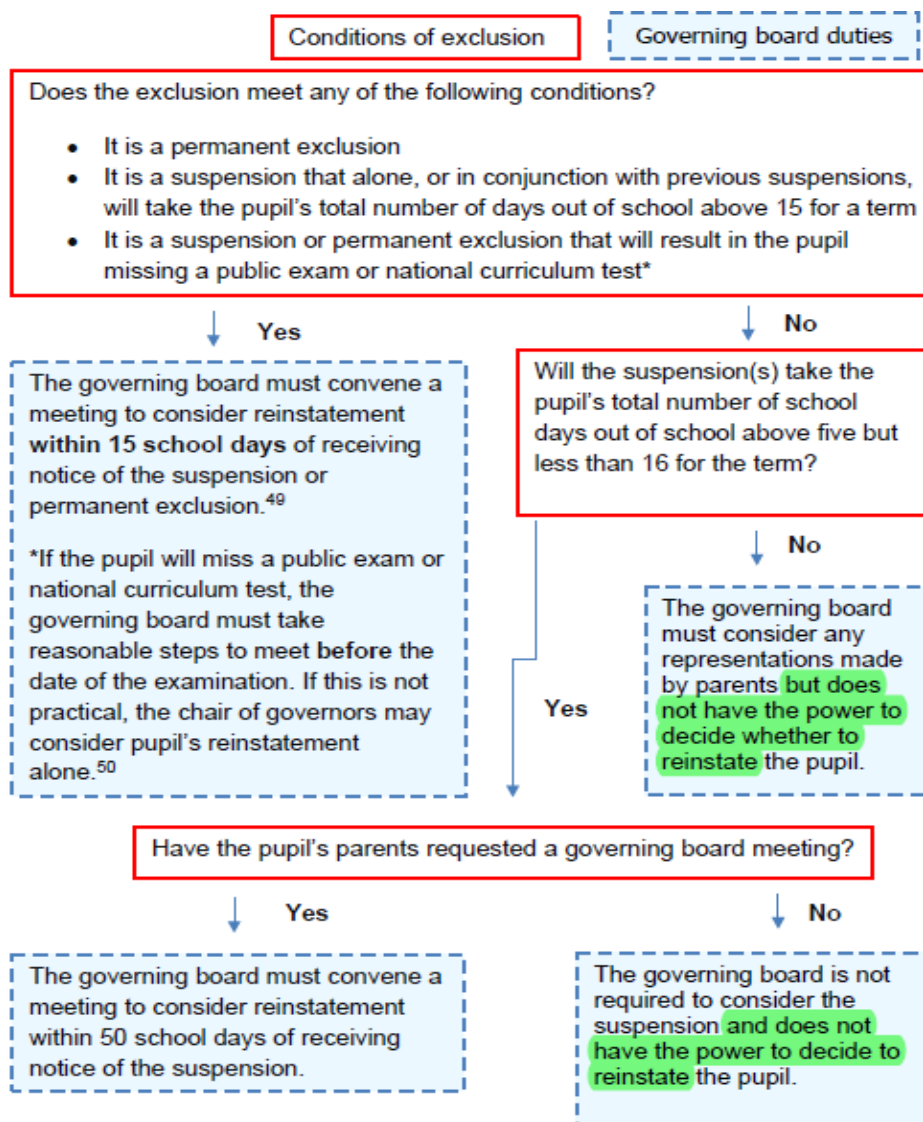 Conditions of exclusion
Governing board duties
Does the exclusion meet any of the following conditions?
• It is a permanent exclusion
• It is a suspension that alone, or in conjunction with previous suspensions,
will take the pupil's total number of days out of school above 15 for a term
• It is a suspension or permanent exclusion that will result in the pupil
missing a public exam or national curriculum test*
Yes
No
The governing board must convene a
meeting to consider reinstatement
within 15 school days of receiving
notice of the suspension or
permanent exclusion.49
*If the pupil will miss a public exam or
national curriculum test, the
governing board must take
reasonable steps to meet before the
date of the examination. If this is not
practical, the chair of governors may
consider pupil's reinstatement
alone.50
Will the suspension(s) take the
pupil's total number of school
days out of school above five but
less than 16 for the term?
No
The governing board
must consider any
representations made
by parents but does
not have the power to
decide whether to
reinstate the pupil.
Yes
Have the pupil's parents requested a governing board meeting?
Yes
No
The governing board must convene a
meeting to consider reinstatement
within 50 school days of receiving
notice of the suspension.
The governing board is not
required to consider the
suspension and does not
have the power to decide to
reinstate the pupil.